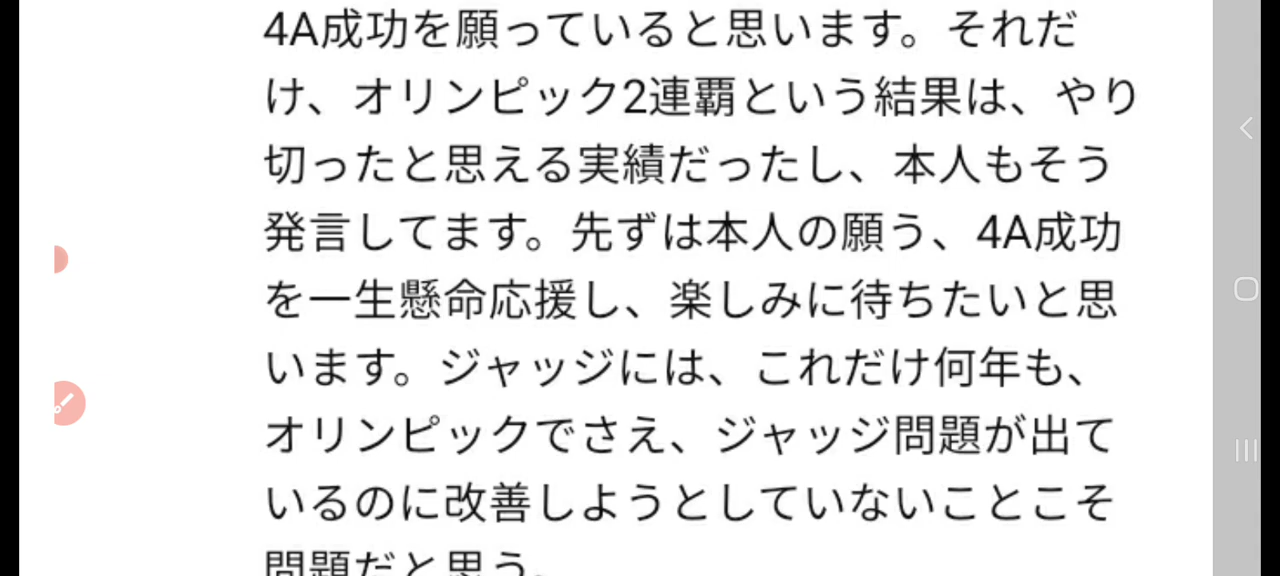 4A成功を願っていると思います。それだ
け、オリンピック2連覇という結果は、やり
切ったと思える実績だったし、本人もそう
発言してます。先ずは本人の願う、4A成功
を一生懸命応援し、楽しみに待ちたいと思
います。ジャッジには、これだけ何年も、
オリンピックでさえ、ジャッジ問題が出て
いるのに改善しようとしていないことこそ
問題だと思う。